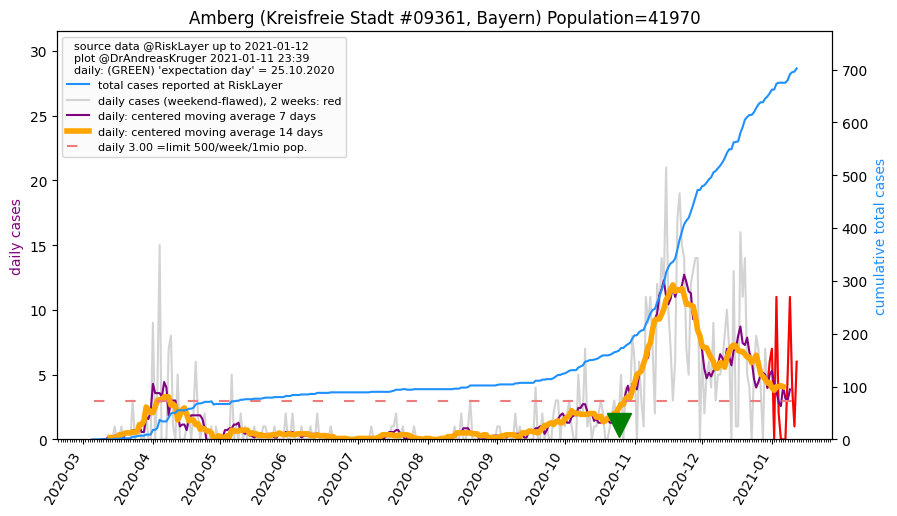 Amberg (Kreisfreie Stadt #09361, Bayern) Population=41970
source data @RiskLayer up to 2021-01-12
plot @DrAndreasKruger 2021-01-11 23:39
daily: (GREEN) 'expectation day' = 25.10.2020
total cases reported at RiskLayer
daily cases (weekend-flawed), 2 weeks: red
daily: centered moving average 7 days
daily: centered moving average 14 days
daily 3.00 =limit 500/week/1mio pop.
daily cases
30
25
20
15
10
5
0
cumulative total cases
700
600
500
400
300
200
100
0
2020-03
2020-04
2020-05
2020-06
2020-07
2020-08
2020-09
2020-10
2020-11
2020-12
2021-01